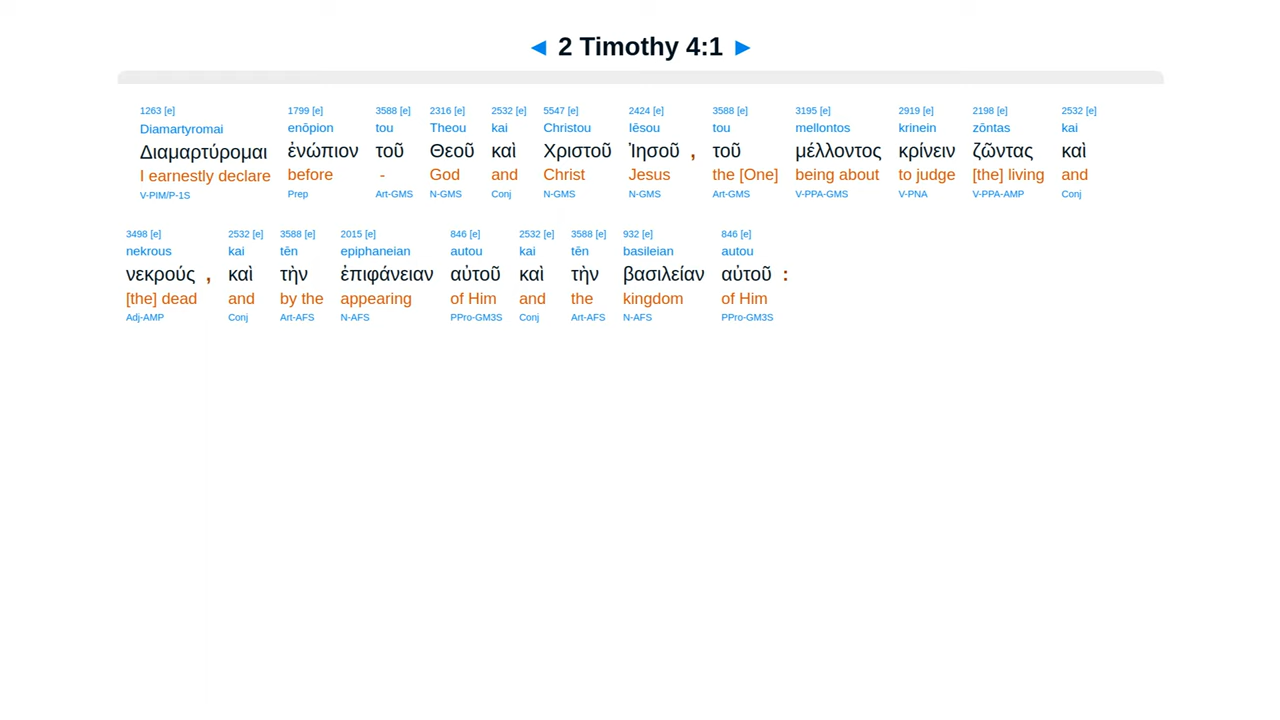 ◄ 2 Timothy 4:1 ►
1263 [e] 1799 [e] 3588 [e] 2316 [e] 2532 [e] 5547 [e] 2424 [e] 3588 [e] 3195 [e] 2919 [e] 2198 [e] 2532 [e]
Diamartyromai enōpion tou Theou kai Christou Iēsou tou mellontos krinein zōntas kai
Διαμαρτύρομαι ἐνώπιον τοῦ Θεοῦ καὶ Χριστοῦ Ἰησοῦ , τοῦ μέλλοντος κρίνειν ζῶντας καὶ
I earnestly declare before - God and Christ Jesus the [One] being about to judge [the] living and
V-PIM/P-1S Prep Art-GMS N-GMS Conj N-GMS N-GMS Art-GMS V-PPA-GMS V-PNA V-PPA-AMP Conj
3498 [e] 2532 [e] 3588 [e] 2015 [e] 846 [e] 2532 [e] 3588 [e] 932 [e] 846 [e]
nekrous kai tēn epiphaneian autou kai tēn basileian autou
νεκρούς , καὶ τὴν ἐπιφάνειαν αὐτοῦ καὶ τὴν βασιλείαν αὐτοῦ :
[the] dead and by the appearing of Him and the kingdom of Him
Adj-AMP Conj Art-AFS N-AFS PPro-GM3S Conj Art-AFS N-AFS PPro-GM3S